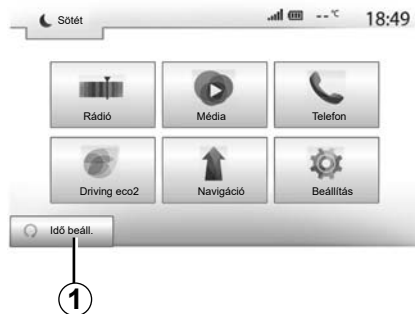 Sötét
--°C 18:49
Rádió Média Telefon
Driving eco2 Navigáció Beállítás
Idő beáll.
1